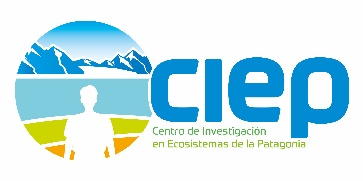 ciep
Centro de Investigación
en Ecosistemas de la Patagonia